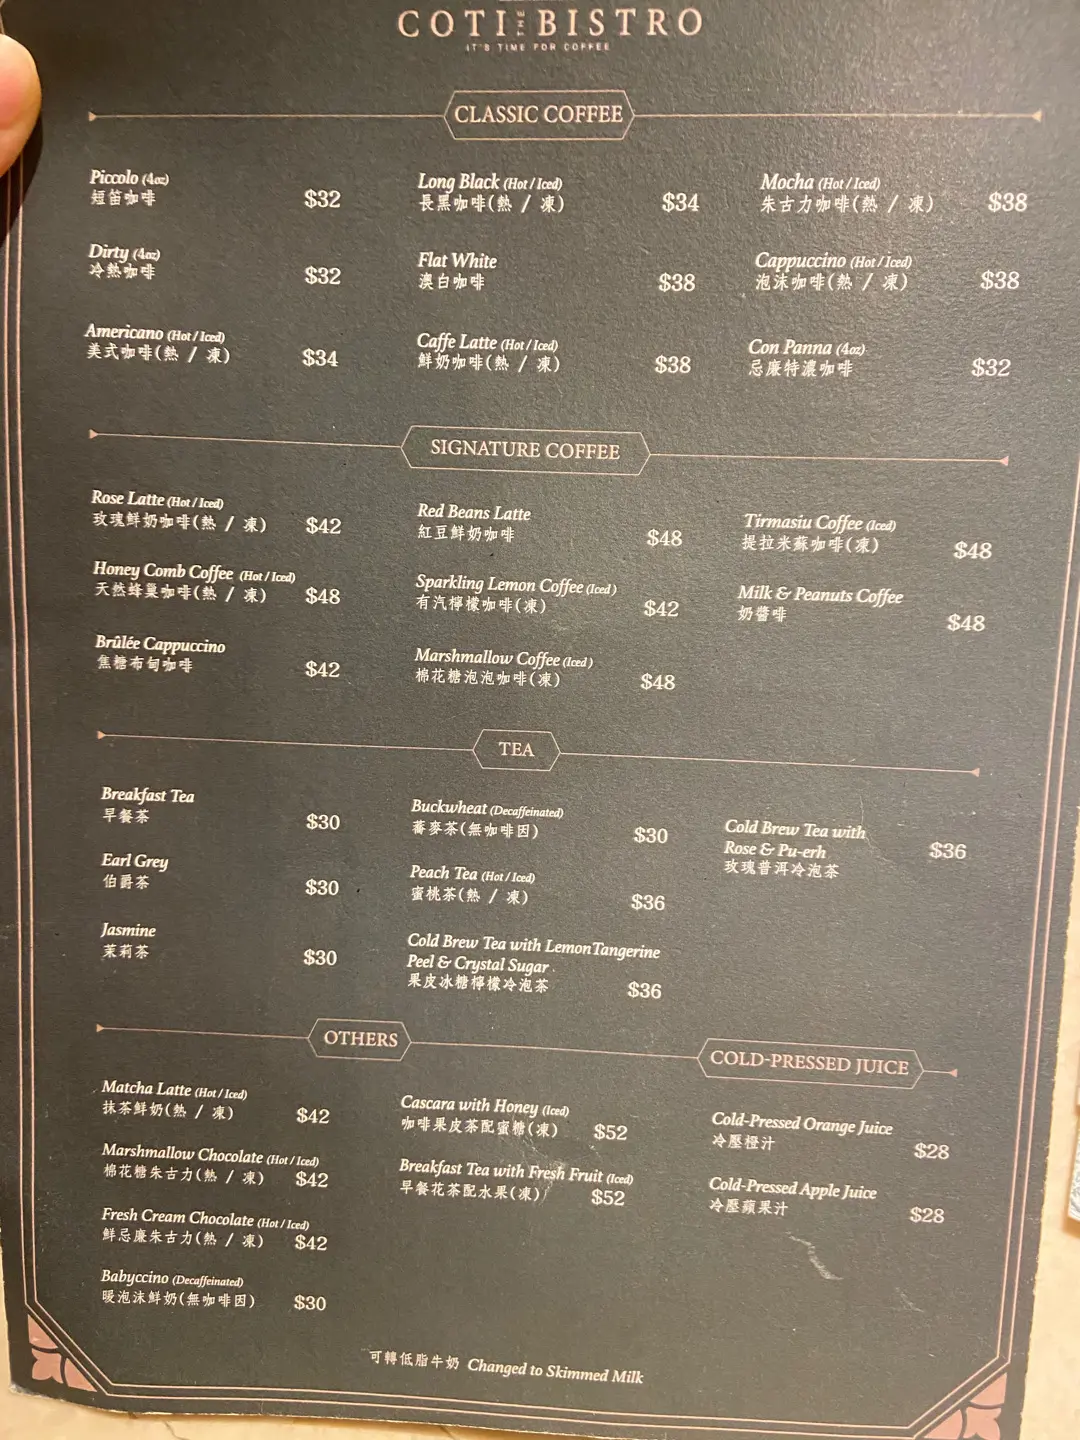 COTI THE BISTRO
IT'S TIME FOR COFFEE
CLASSIC COFFEE
Piccolo (4oz)
短笛咖啡
$32
Long Black (Hot / Iced)
長黑咖啡(熱 / 凍)
$34
Mocha (Hot / Iced)
朱古力咖啡(熱 / 凍)
$38
Dirty (4oz)
冷熱咖啡
$32
Flat White
澳白咖啡
$38
Cappuccino (Hot / Iced)
泡沫咖啡(熱 / 凍)
$38
Americano (Hot / Iced)
美式咖啡(熱 / 凍)
$34
Caffe Latte (Hot / Iced)
鮮奶咖啡(熱 / 凍)
$38
Con Panna (4oz)
忌廉特濃咖啡
$32
SIGNATURE COFFEE
Rose Latte (Hot / Iced)
玫瑰鮮奶咖啡(熱 / 凍)
$42
Red Beans Latte
紅豆鮮奶咖啡
$48
Tirmasiu Coffee (Iced)
提拉米蘇咖啡(凍)
$48
Honey Comb Coffee (Hot / Iced)
天然蜂巢咖啡(熱 / 凍)
$48
Sparkling Lemon Coffee (Iced)
有汽檸檬咖啡(凍)
$42
Milk & Peanuts Coffee
奶醬啡
$48
Brûlée Cappuccino
焦糖布甸咖啡
$42
Marshmallow Coffee (Iced)
棉花糖泡泡咖啡(凍)
$48
TEA
Breakfast Tea
早餐茶
$30
Buckwheat (Decaffeinated)
蕎麥茶(無咖啡因)
$30
Cold Brew Tea with
Rose & Pu-erh
玫瑰普洱冷泡茶
$36
Earl Grey
伯爵茶
$30
Peach Tea (Hot / Iced)
蜜桃茶(熱 / 凍)
$36
Jasmine
茉莉茶
$30
Cold Brew Tea with Lemon Tangerine
Peel & Crystal Sugar
果皮冰糖檸檬冷泡茶
$36
OTHERS
Matcha Latte (Hot / Iced)
抹茶鮮奶(熱 / 凍)
$42
Cascara with Honey (Iced)
咖啡果皮茶配蜜糖(凍)
$52
Marshmallow Chocolate (Hot / Iced)
棉花糖朱古力(熱 / 凍)
$42
Breakfast Tea with Fresh Fruit (Iced)
早餐花茶配水果(凍)
$52
Fresh Cream Chocolate (Hot / Iced)
鮮忌廉朱古力(熱 / 凍)
$42
Babyccino (Decaffeinated)
暖泡沫鮮奶(無咖啡因)
$30
COLD-PRESSED JUICE
Cold-Pressed Orange Juice
冷壓橙汁
$28
Cold-Pressed Apple Juice
冷壓蘋果汁
$28
可轉低脂牛奶 Changed to Skimmed Milk